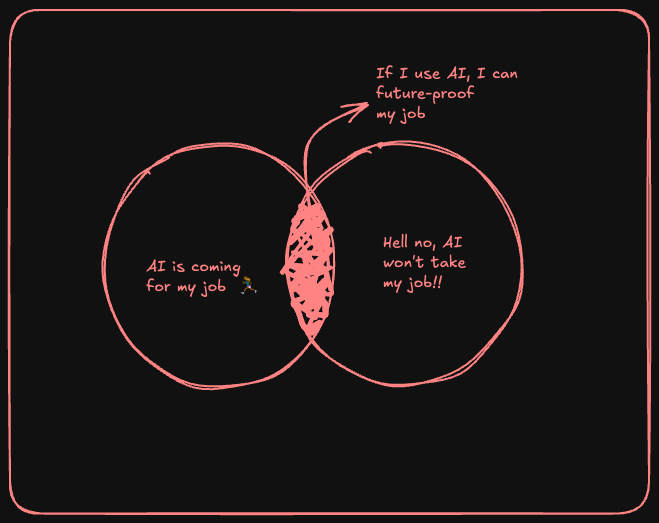 If I use AI, I can
future-proof
my job
AI is coming
for my job 🏃
Hell no, AI
won't take
my job!!